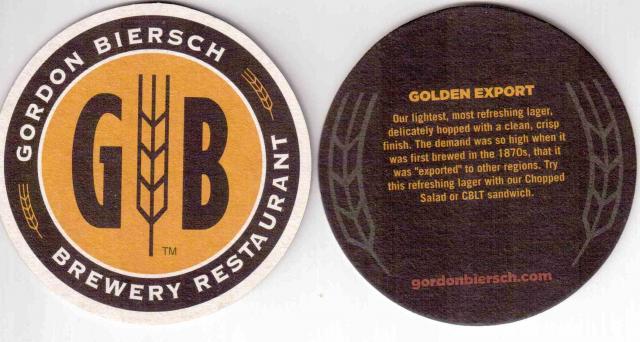 GORDON BIERSCH
GB
TM
BREWERY RESTAURANT
GOLDEN EXPORT
Our lightest, most refreshing lager,
delicately hopped with a clean, crisp
finish. The demand was so high when it
was first brewed in the 1870s, that it
was "exported" to other regions. Try
this refreshing lager with our Chopped
Salad or CBLT sandwich.
gordonbiersch.com